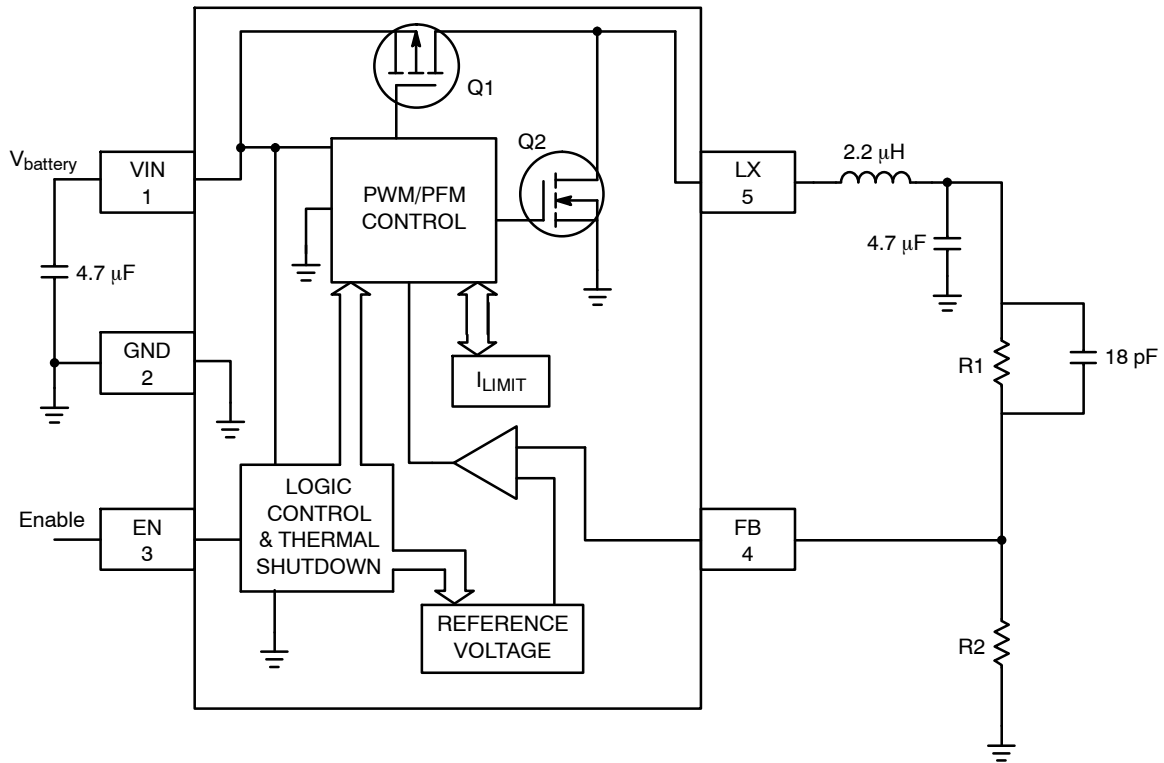 Q1
Q2
V_battery
VIN
1
PWM/PFM
CONTROL
LX
5
2.2 μH
4.7 μF
4.7 μF
GND
2
I_LIMIT
R1
18 pF
Enable
EN
3
LOGIC
CONTROL
& THERMAL
SHUTDOWN
FB
4
REFERENCE
VOLTAGE
R2